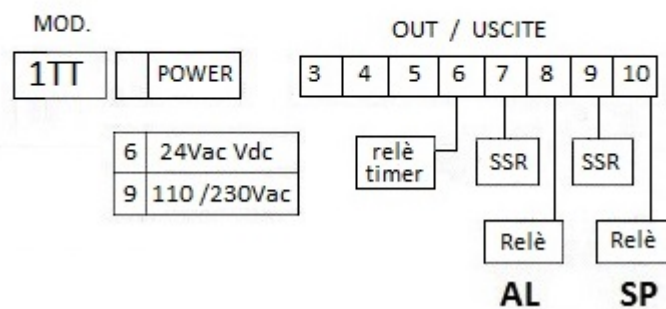 MOD.
OUT / USCITE
1TT POWER
3 4 5 6 7 8 9 10
6 24Vac Vdc
9 110 /230Vac
relè
timer
SSR
SSR
Relè
Relè
AL
SP